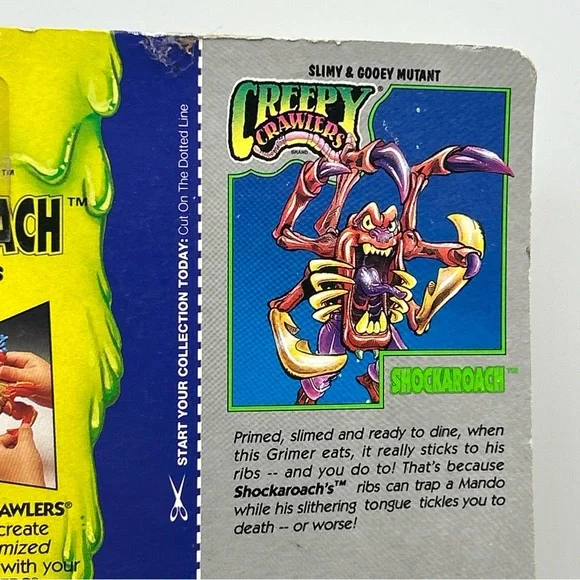 TM
ACH™
S
AWLERS®
create
mized
with your
START YOUR COLLECTION TODAY: Cut On The Dotted Line
SLIMY & GOOEY MUTANT
CREEPY
CRAWLERS®
BRAND
SHOCKAROACH™
Primed, slimed and ready to dine, when
this Grimer eats, it really sticks to his
ribs -- and you do! That's because
Shockaroach's™ ribs can trap a Mando
while his slithering tongue tickles you to
death -- or worse!